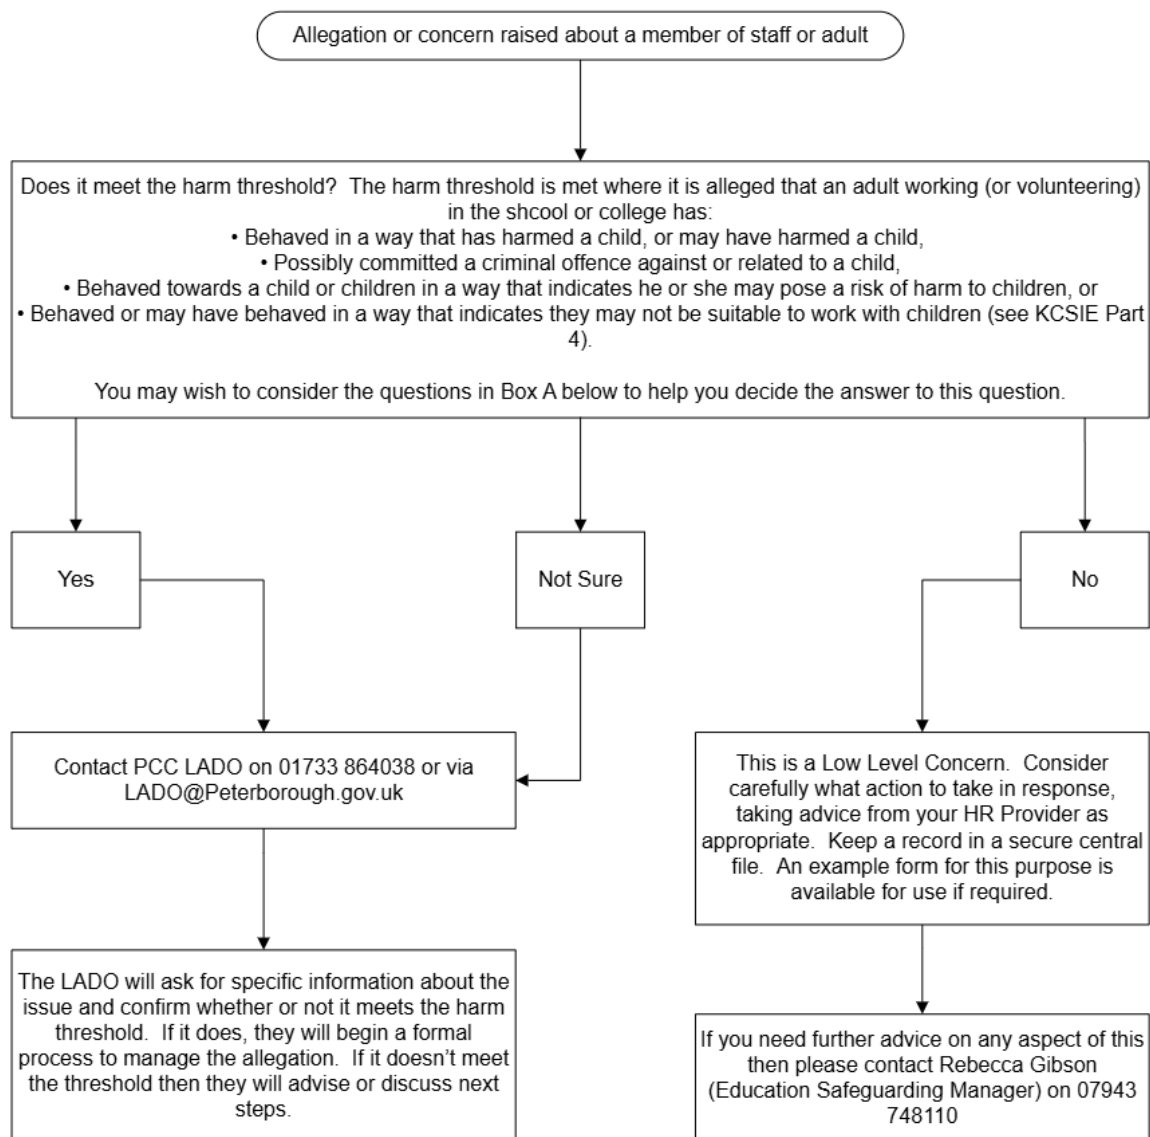 Allegation or concern raised about a member of staff or adult
Does it meet the harm threshold?  The harm threshold is met where it is alleged that an adult working (or volunteering)
in the shcool or college has:
• Behaved in a way that has harmed a child, or may have harmed a child,
• Possibly committed a criminal offence against or related to a child,
• Behaved towards a child or children in a way that indicates he or she may pose a risk of harm to children, or
• Behaved or may have behaved in a way that indicates they may not be suitable to work with children (see KCSIE Part
4).
You may wish to consider the questions in Box A below to help you decide the answer to this question.
Yes
Not Sure
No
Contact PCC LADO on 01733 864038 or via
LADO@Peterborough.gov.uk
This is a Low Level Concern.  Consider
carefully what action to take in response,
taking advice from your HR Provider as
appropriate.  Keep a record in a secure central
file.  An example form for this purpose is
available for use if required.
The LADO will ask for specific information about the
issue and confirm whether or not it meets the harm
threshold.  If it does, they will begin a formal
process to manage the allegation.  If it doesn't meet
the threshold then they will advise or discuss next
steps.
If you need further advice on any aspect of this
then please contact Rebecca Gibson
(Education Safeguarding Manager) on 07943
748110